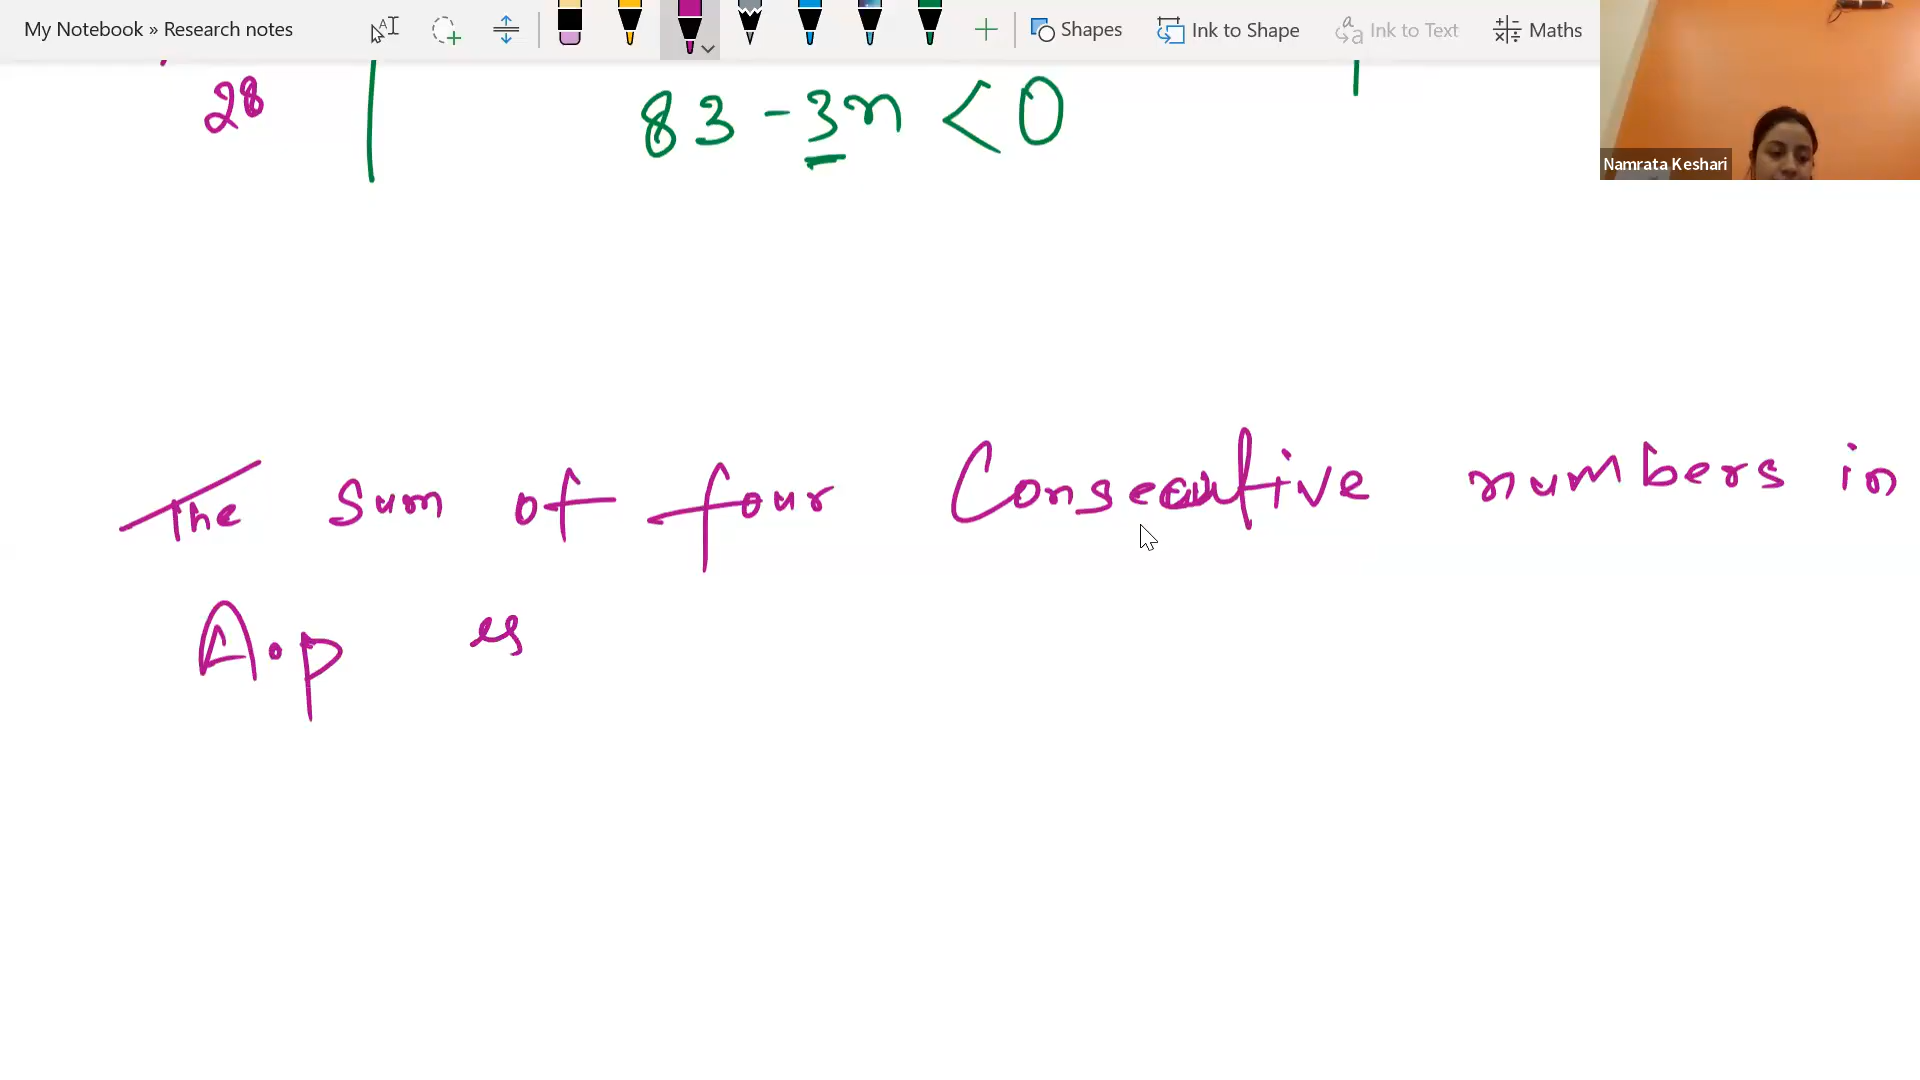 My Notebook » Research notes
Shapes
Ink to Shape
Ink to Text
Maths
Namrata Keshari
28
83 - 3n < 0
The sum of four Consecutive numbers in
A.p is